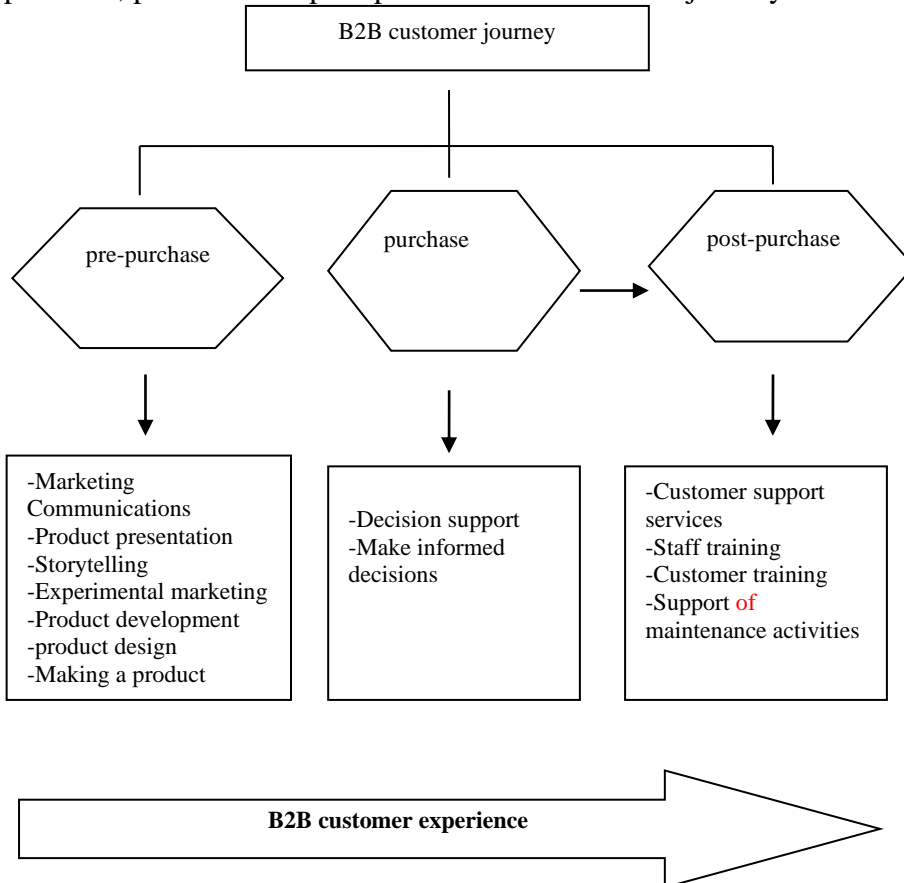 B2B customer journey
pre-purchase
purchase
post-purchase
-Marketing
Communications
-Product presentation
-Storytelling
-Experimental marketing
-Product development
-product design
-Making a product
-Decision support
-Make informed
decisions
-Customer support
services
-Staff training
-Customer training
-Support of
maintenance activities
B2B customer experience